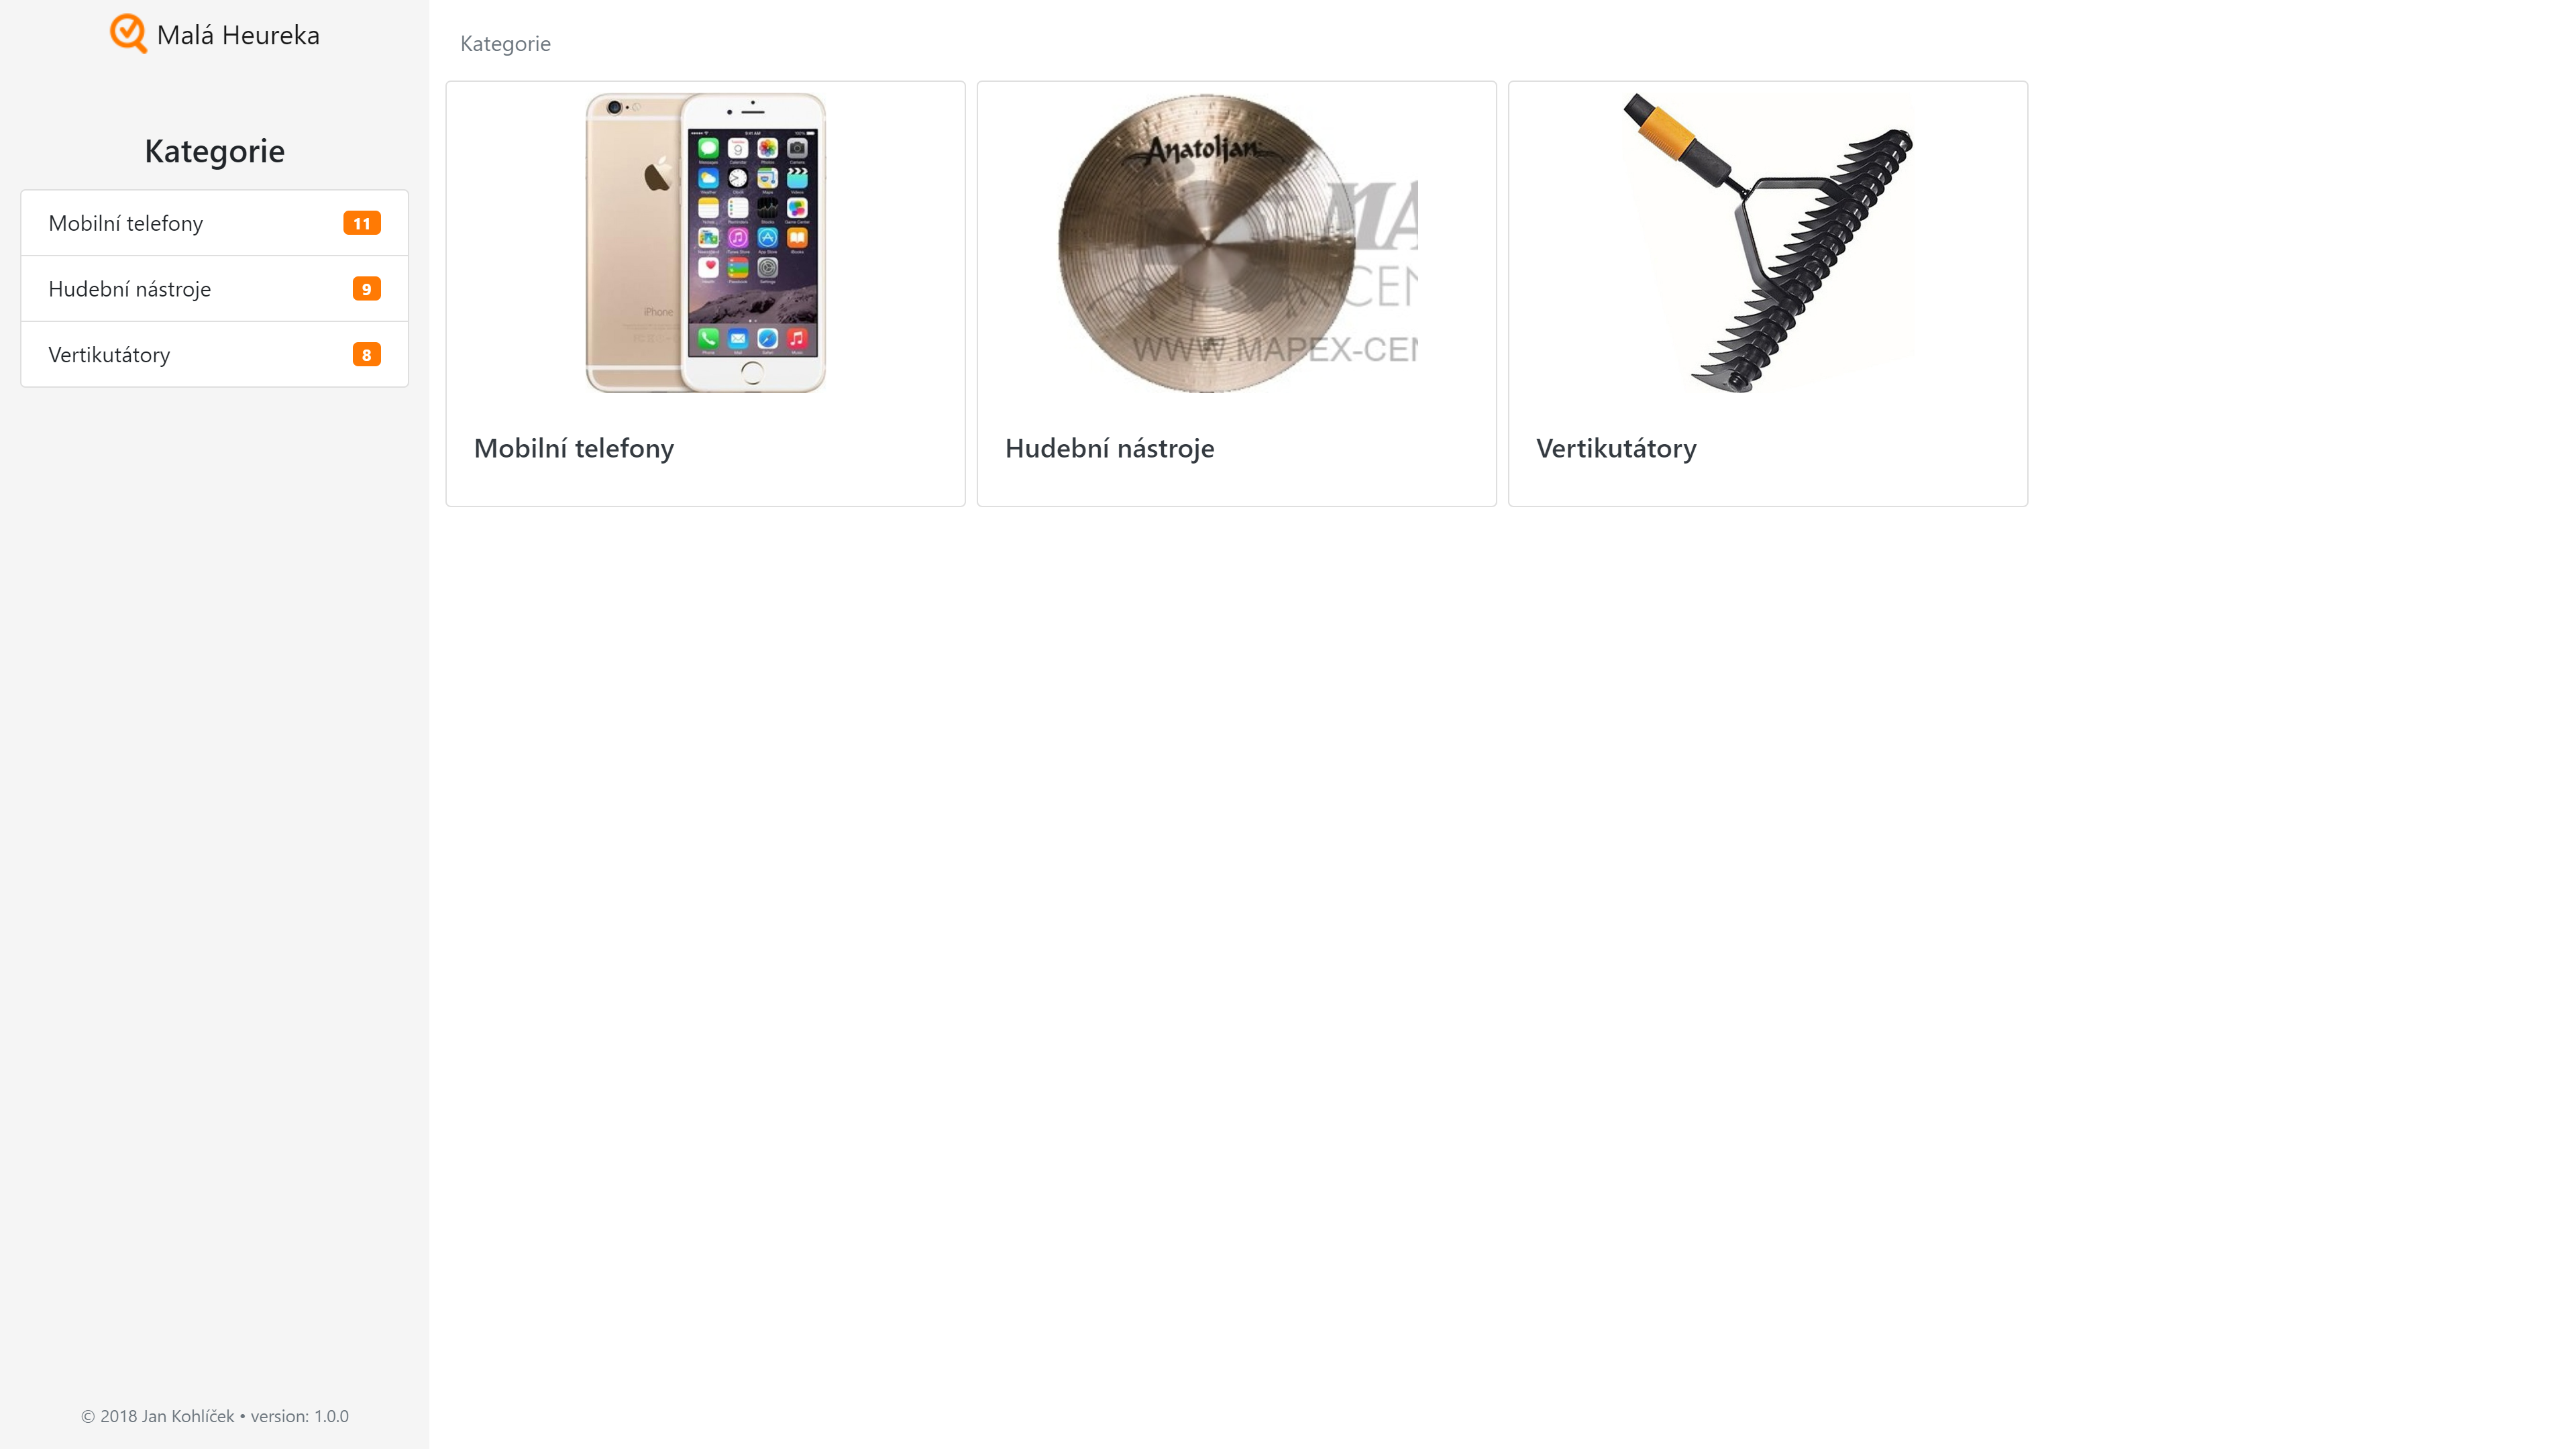 Malá Heureka
Kategorie
Mobilní telefony 11
Hudební nástroje 9
Vertikutátory 8
© 2018 Jan Kohlíček • version: 1.0.0
Kategorie
iPhone
Mobilní telefony
Anatolian
MA
CEN
WWW.MAPEX-CEN
Hudební nástroje
Vertikutátory